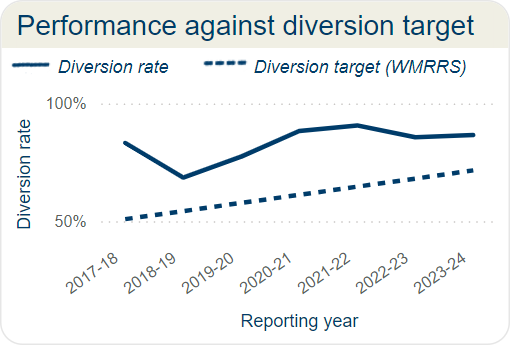 Performance against diversion target
Diversion rate Diversion target (WMRRS)
100%
Diversion rate
50%
2017-18 2018-19 2019-20 2020-21 2021-22 2022-23 2023-24
Reporting year